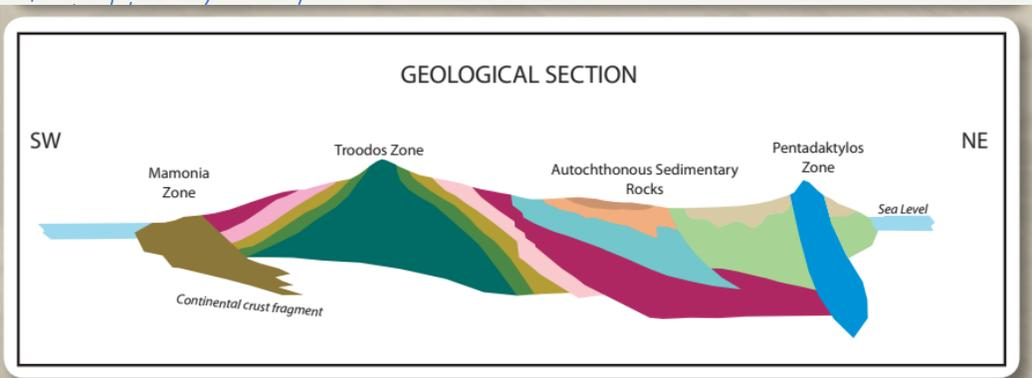 GEOLOGICAL SECTION
SW
NE
Mamonia
Zone
Troodos Zone
Autochthonous Sedimentary
Rocks
Pentadaktylos
Zone
Sea Level
Continental crust fragment